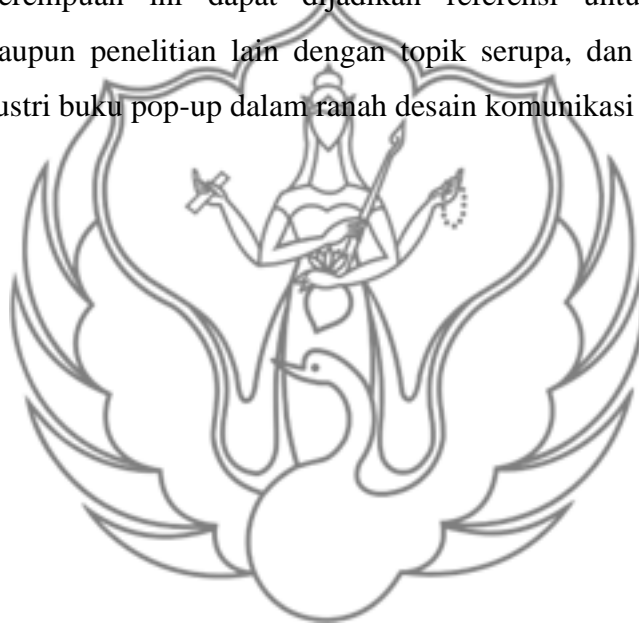 erempuan ini dapat dijadikan referensi untu
aupun penelitian lain dengan topik serupa, dan
ustri buku pop-up dalam ranah desain komunikasi